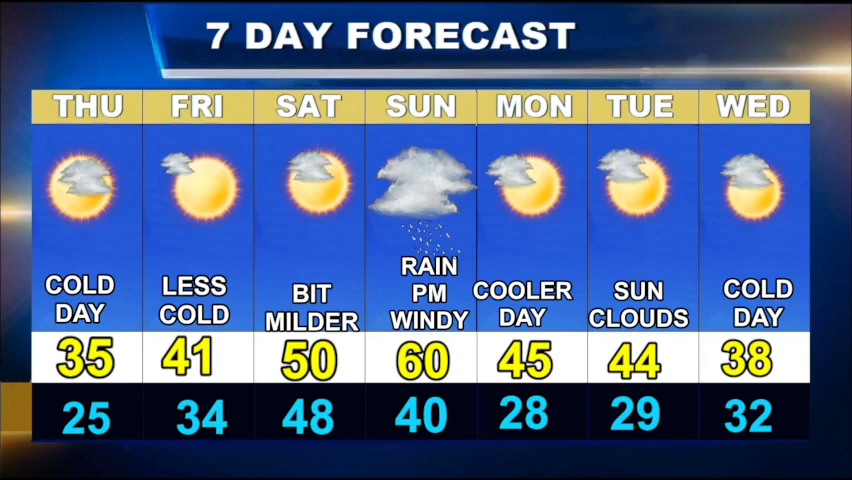 7 DAY FORECAST
THU FRI SAT SUN MON TUE WED
COLD
DAY
LESS
COLD
BIT
MILDER
RAIN
PM
WINDY
COOLER
DAY
SUN
CLOUDS
COLD
DAY
35 41 50 60 45 44 38
25 34 48 40 28 29 32